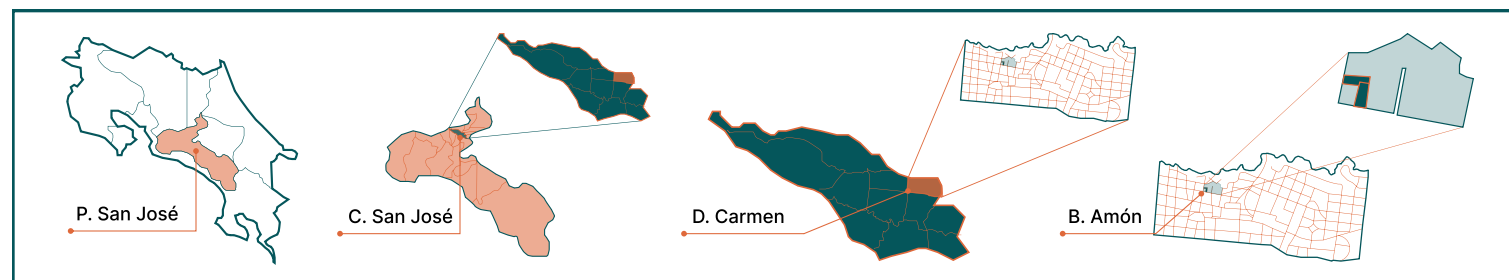 P. San José
C. San José
D. Carmen
B. Amón